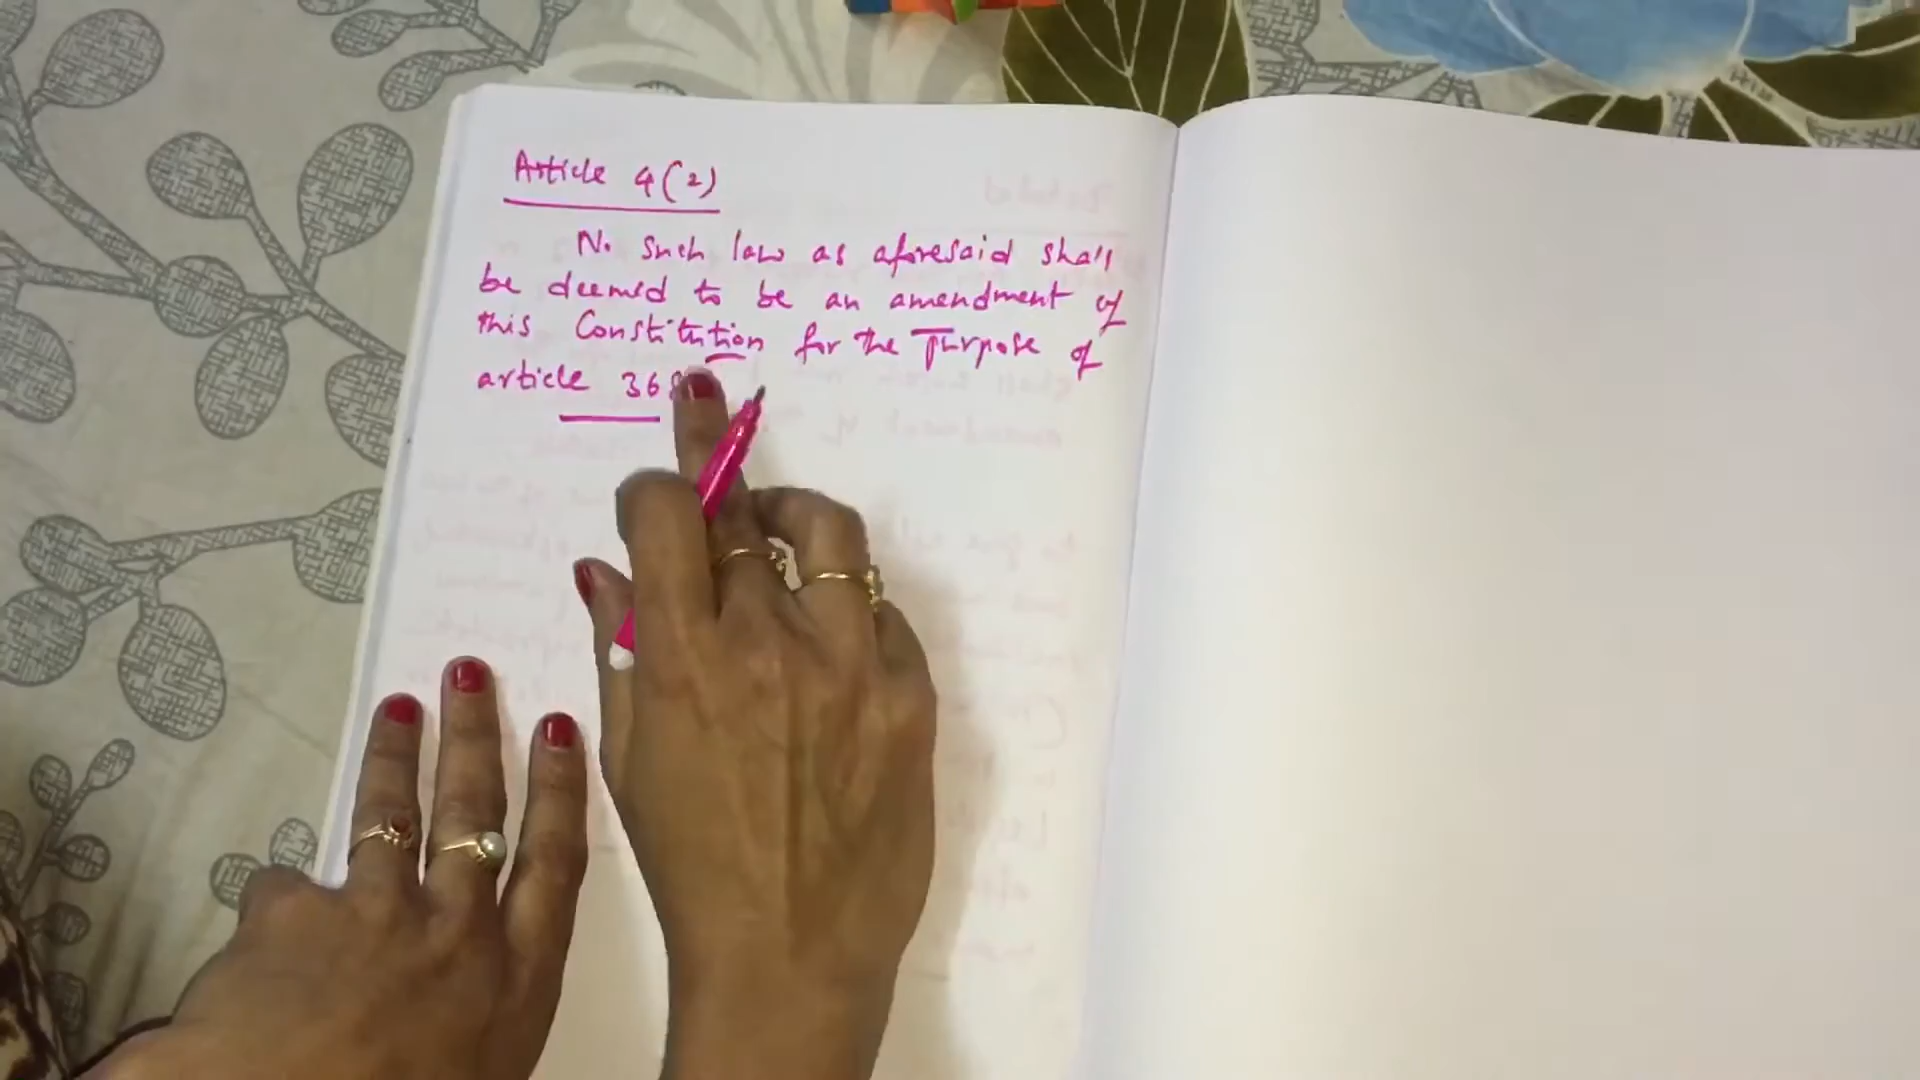 Article 4(2)
No such law as aforesaid shall
be deemed to be an amendment of
this Constitution for the Purpose of
article 368